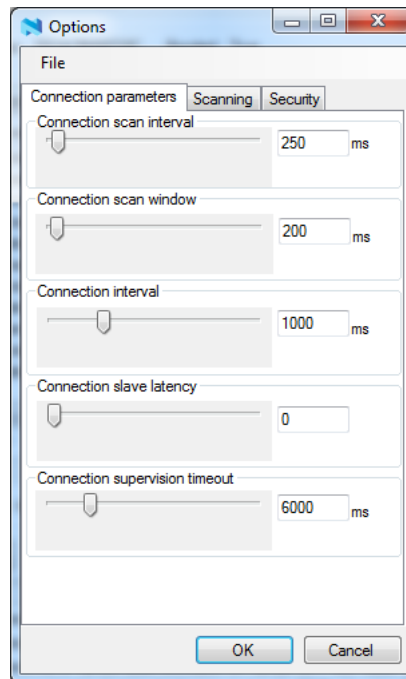 Options
File
Connection parameters Scanning Security
Connection scan interval
250 ms
Connection scan window
200 ms
Connection interval
1000 ms
Connection slave latency
0
Connection supervision timeout
6000 ms
OK Cancel